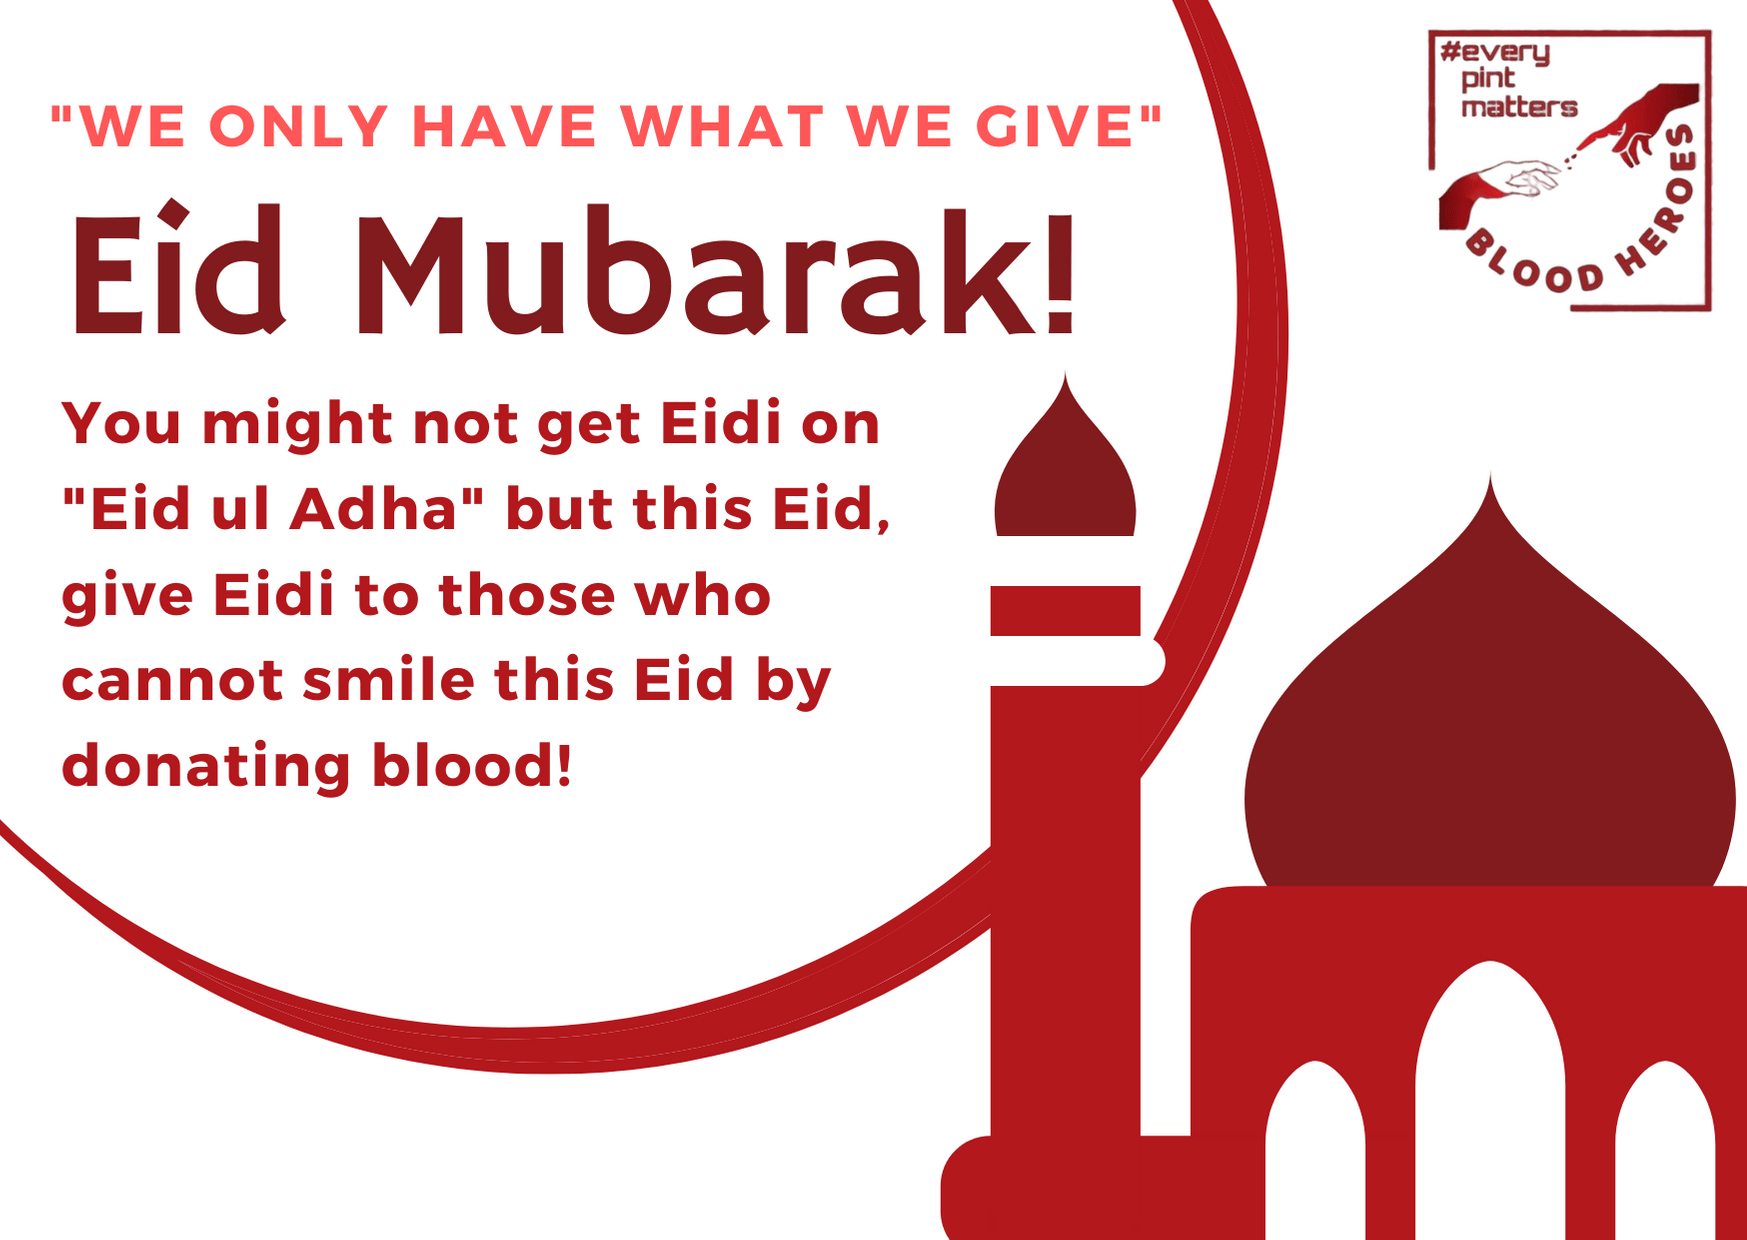 "WE ONLY HAVE WHAT WE GIVE"
Eid Mubarak!
You might not get Eidi on
"Eid ul Adha" but this Eid,
give Eidi to those who
cannot smile this Eid by
donating blood!
#every
pint
matters
BLOOD HEROES